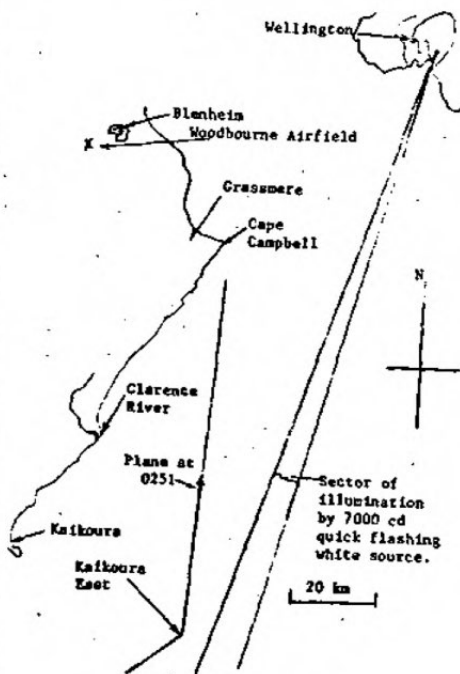 Wellington
Blenheim
Woodbourne Airfield
X
Grassmere
Cape
Campbell
N
Clarence
River
Plane at
0251
Sector of
illumination
by 7000 cd
quick flashing
white source.
Kaikoura
Kaikoura
East
20 km